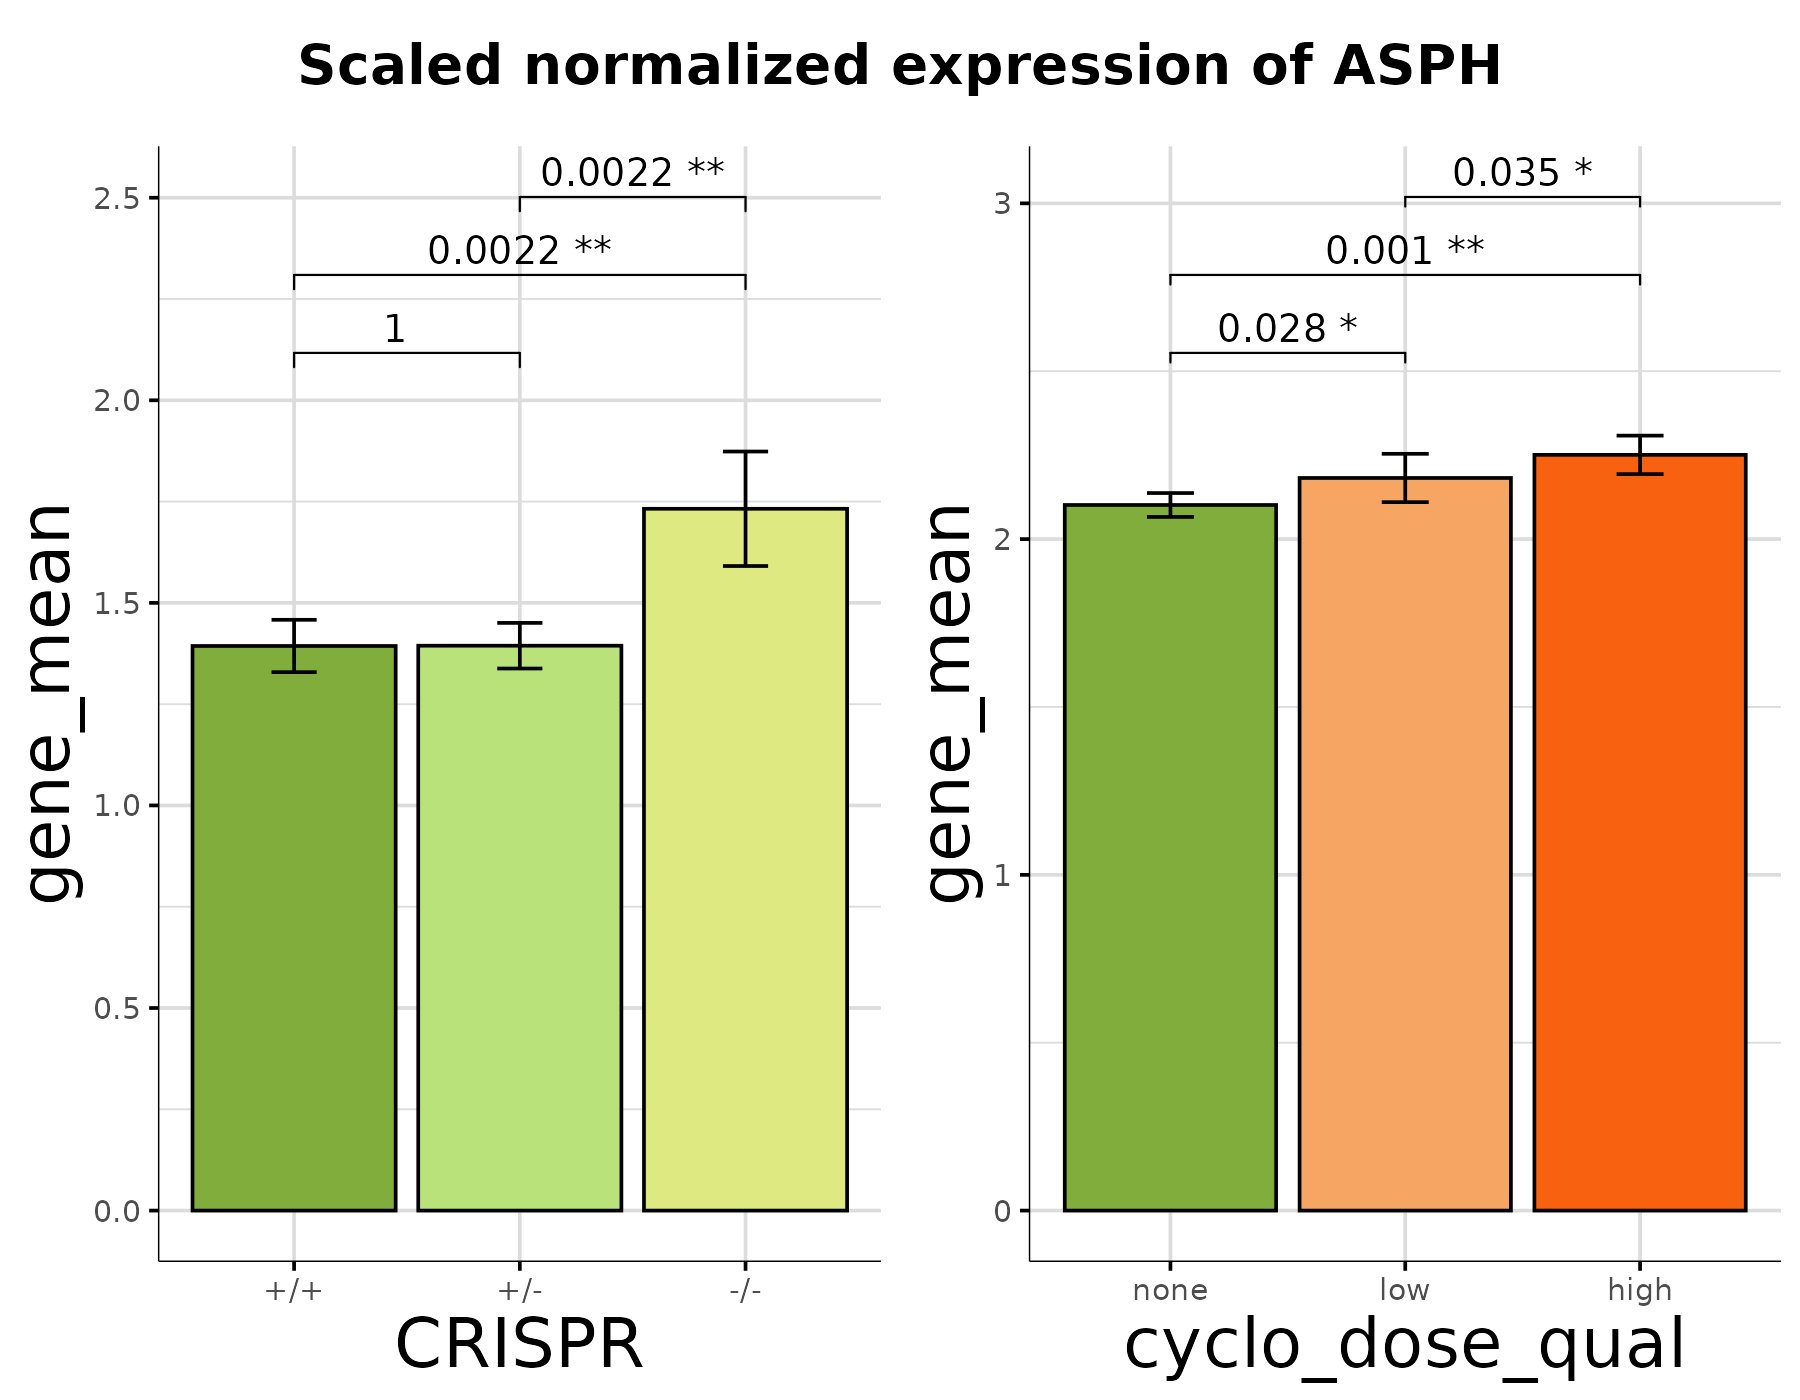 Scaled normalized expression of ASPH
gene_mean
2.5
2.0
1.5
1.0
0.5
0.0
0.0022 **
0.0022 **
1
+/+
+/-
-/-
CRISPR
gene_mean
3
2
1
0
0.035 *
0.001 **
0.028 *
none
low
high
cyclo_dose_qual